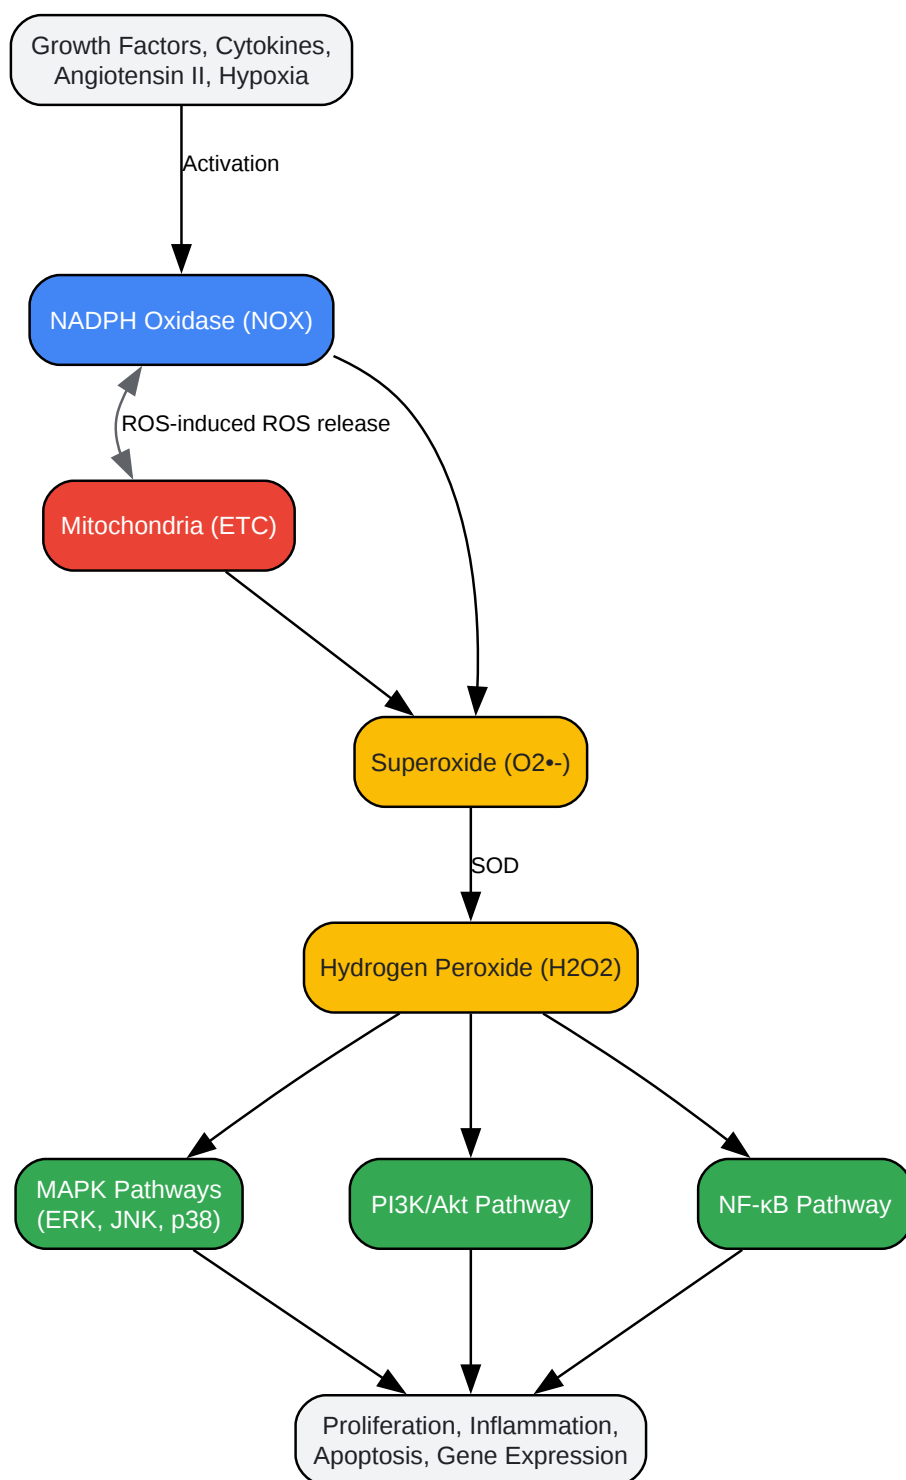 Growth Factors, Cytokines,
Angiotensin II, Hypoxia
Activation
NADPH Oxidase (NOX)
ROS-induced ROS release
Mitochondria (ETC)
Superoxide (O2•-)
SOD
Hydrogen Peroxide (H2O2)
MAPK Pathways
(ERK, JNK, p38)
PI3K/Akt Pathway
NF-κB Pathway
Proliferation, Inflammation,
Apoptosis, Gene Expression